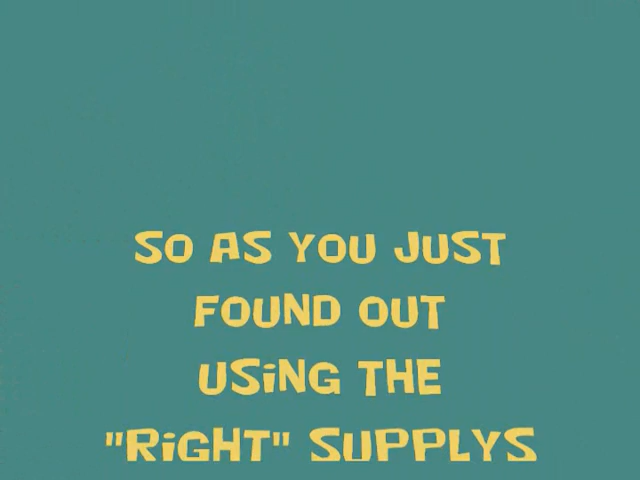 SO AS YOU JUST
FOUND OUT
USiNG THE
"RiGHT" SUPPLYS